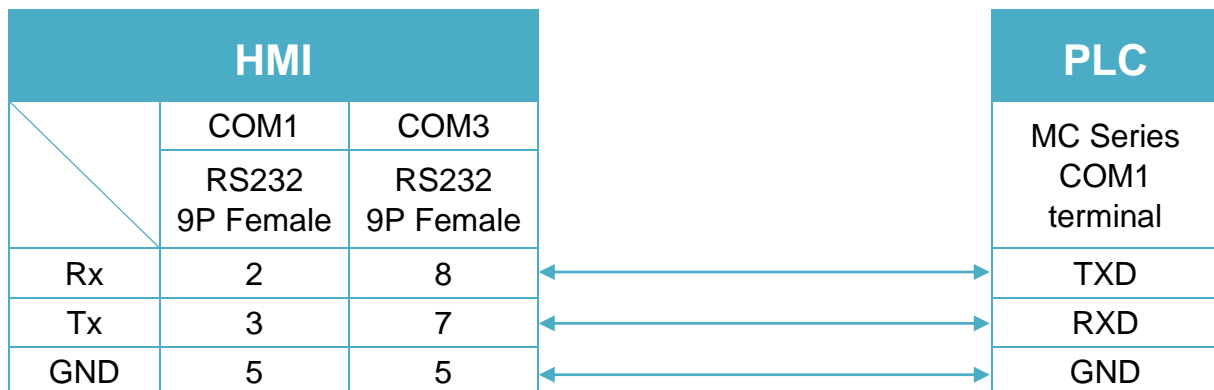 HMI PLC
COM1 COM3
RS232 RS232
9P Female 9P Female
MC Series
COM1
terminal
Rx 2 8 TXD
Tx 3 7 RXD
GND 5 5 GND